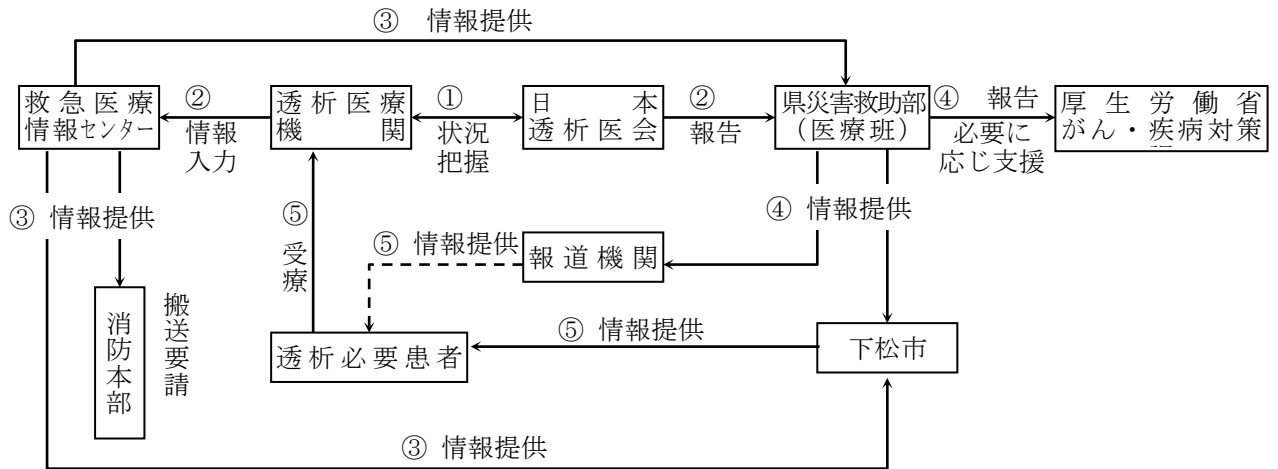 ③ 情報提供
救急医療
情報センター
②
情報
入力
透析医療
機関
①
状況
把握
日本
透析医会
②
報告
県災害救助部
(医療班)
④ 報告
必要に
応じ支援
厚生労働省
がん・疾病対策
③ 情報提供
⑤
受療
⑤ 情報提供
報道機関
④ 情報提供
消防本部
搬送要請
透析必要患者
⑤ 情報提供
下松市
③ 情報提供